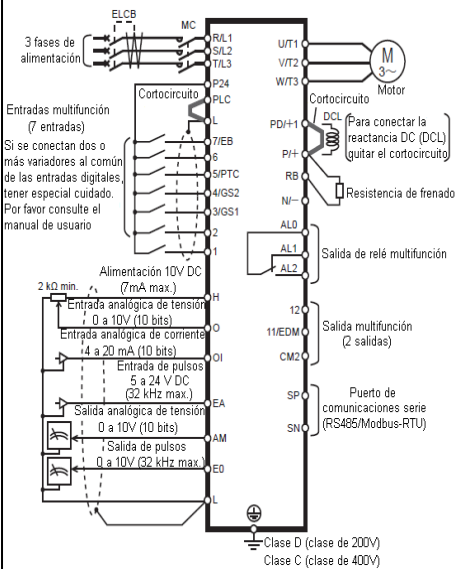 ELCB
MC
3 fases de
alimentación
R/L1
S/L2
T/L3
U/T1
V/T2
W/T3
M
3~
Motor
P24
Cortocircuito
PLC
L
Entradas multifunción
(7 entradas)
Si se conectan dos o
más variadores al común
de las entradas digitales,
tener especial cuidado.
Por favor consulte el
manual de usuario
7/EB
6
5/PTC
4/GS2
3/GS1
2
1
Cortocircuito
PD/+1
DCL
P/+
Para conectar la
reactancia DC (DCL)
quitar el cortocircuito
RB
N/−
Resistencia de frenado
AL0
AL1
AL2
Salida de relé multifunción
Alimentación 10V DC
(7mA max.)
2 kΩ min.
H
Entrada analógica de tensión
0 a 10V (10 bits)
O
Entrada analógica de corriente
4 a 20 mA (10 bits)
OI
Entrada de pulsos
5 a 24 V DC
(32 kHz max.)
EA
Salida analógica de tensión
0 a 10V (10 bits)
AM
Salida de pulsos
0 a 10V (32 kHz max.)
E0
L
12
11/EDM
CM2
Salida multifunción
(2 salidas)
SP
SN
Puerto de
comunicaciones serie
(RS485/Modbus-RTU)
Clase D (clase de 200V)
Clase C (clase de 400V)